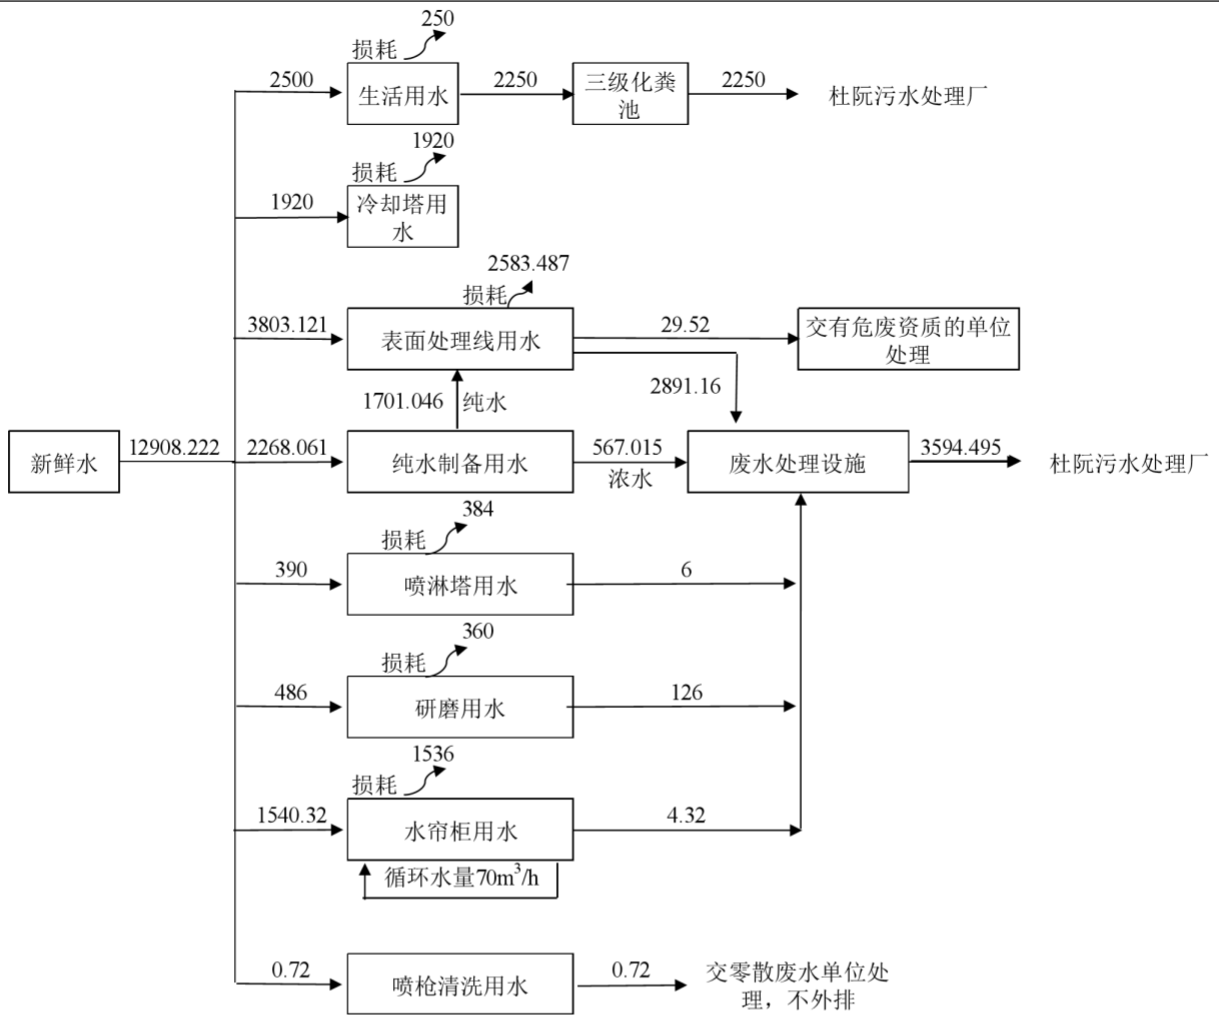 250
损耗
2500
生活用水
2250
三级化粪
池
2250
杜阮污水处理厂
1920
损耗
1920
冷却塔用
水
2583.487
损耗
3803.121
表面处理线用水
29.52
交有危废资质的单位
处理
2891.16
1701.046
纯水
新鲜水
12908.222
2268.061
纯水制备用水
567.015
浓水
废水处理设施
3594.495
杜阮污水处理厂
384
损耗
390
喷淋塔用水
6
360
损耗
486
研磨用水
126
1536
损耗
1540.32
水帘柜用水
4.32
循环水量70m³/h
0.72
喷枪清洗用水
0.72
交零散废水单位处
理，不外排